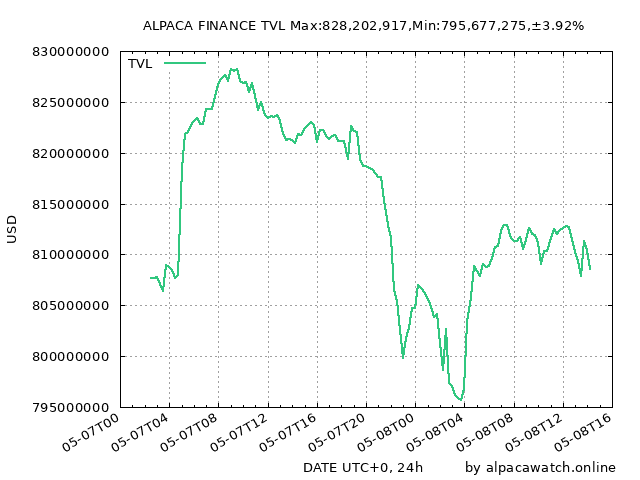 ALPACA FINANCE TVL Max:828,202,917,Min:795,677,275,±3.92%
TVL
830000000
825000000
820000000
815000000
810000000
805000000
800000000
795000000
USD
05-07T00
05-07T04
05-07T08
05-07T12
05-07T16
05-07T20
05-08T00
05-08T04
05-08T08
05-08T12
05-08T16
DATE UTC+0, 24h
by alpacawatch.online